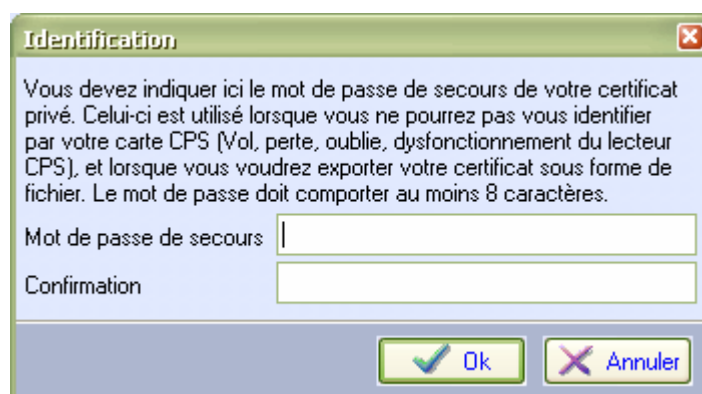 Identification
Vous devez indiquer ici le mot de passe de secours de votre certificat
privé. Celui-ci est utilisé lorsque vous ne pourrez pas vous identifier
par votre carte CPS (Vol, perte, oublie, dysfonctionnement du lecteur
CPS), et lorsque vous voudrez exporter votre certificat sous forme de
fichier. Le mot de passe doit comporter au moins 8 caractères.
Mot de passe de secours
Confirmation
Ok Annuler